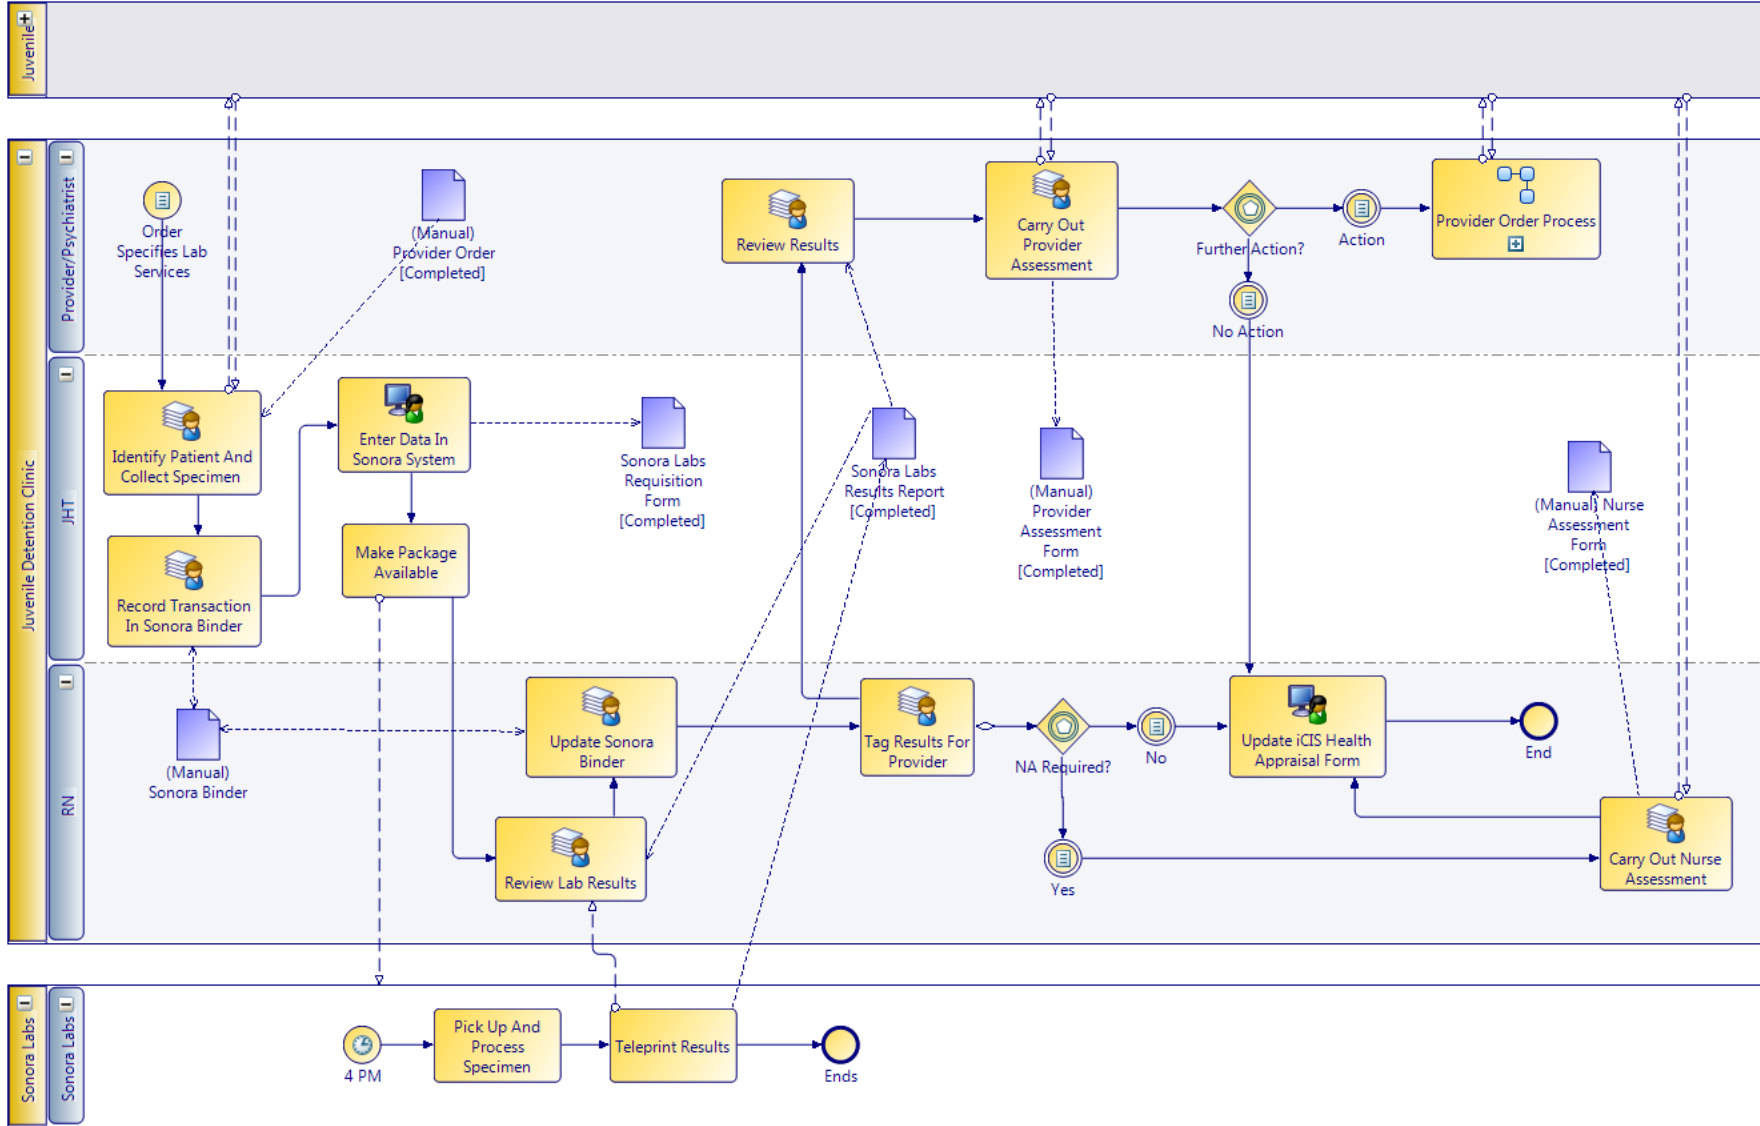 Juvenile
Juvenile Detention Clinic
Provider/Psychiatrist
Order
Specifies Lab
Services
(Manual)
Provider Order
[Completed]
Review Results
Carry Out
Provider
Assessment
Further Action?
Action
No Action
Provider Order Process
JHT
Identify Patient And
Collect Specimen
Record Transaction
In Sonora Binder
Enter Data In
Sonora System
Make Package
Available
Sonora Labs
Requisition
Form
[Completed]
Sonora Labs
Results Report
[Completed]
(Manual)
Provider
Assessment
Form
[Completed]
(Manual) Nurse
Assessment
Form
[Completed]
RN
(Manual)
Sonora Binder
Update Sonora
Binder
Review Lab Results
Tag Results For
Provider
NA Required?
No
Yes
Update iCIS Health
Appraisal Form
End
Carry Out Nurse
Assessment
Sonora Labs
Sonora Labs
4 PM
Pick Up And
Process
Specimen
Teleprint Results
Ends